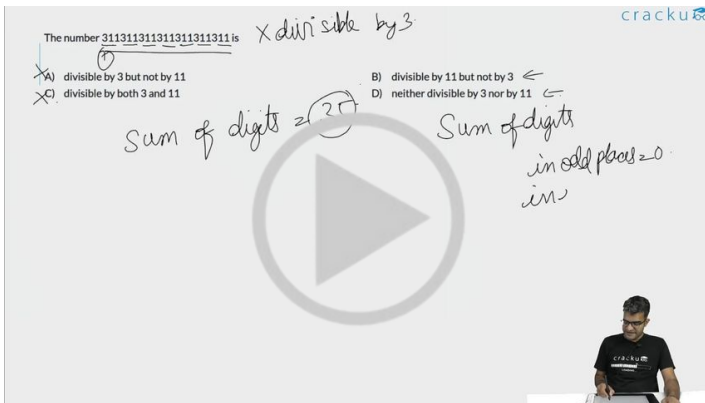 cracku
The number 311311311311311311311 is
X divisible by 3
1
X A) divisible by 3 but not by 11
B) divisible by 11 but not by 3 ←
X C) divisible by both 3 and 11
D) neither divisible by 3 nor by 11 ←
Sum of digits = 35
Sum of digits
in odd places = 0
in
cracku